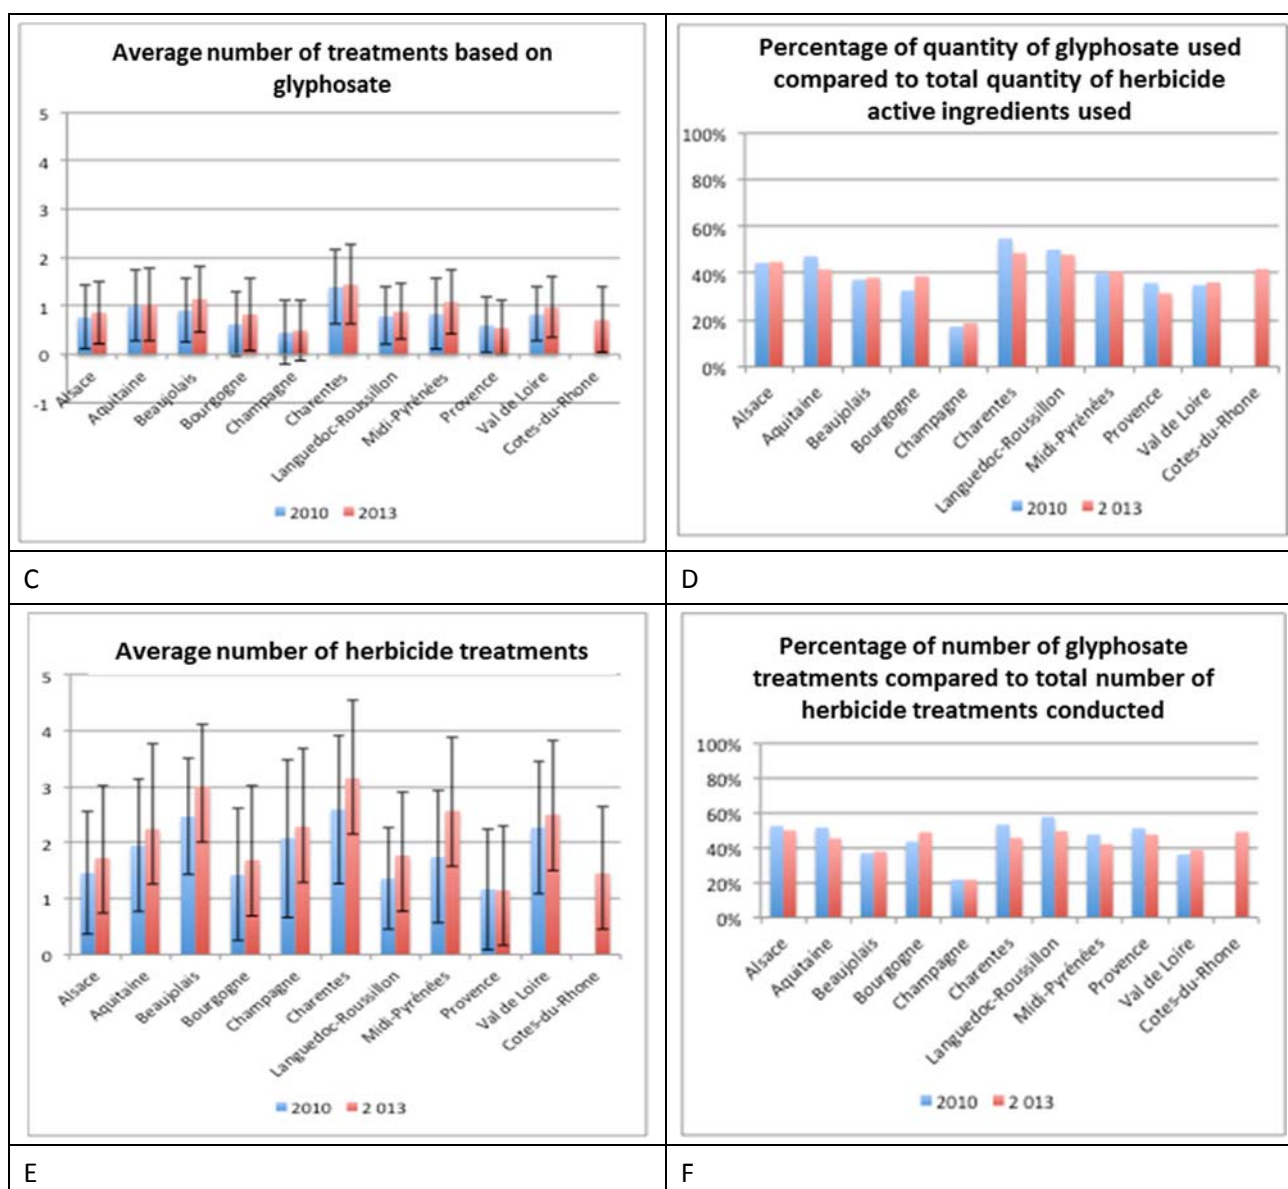 Average number of treatments based on
glyphosate
5
4
3
2
1
0
-1
Alsace
Aquitaine
Beaujolais
Bourgogne
Champagne
Charentes
Languedoc-Roussillon
Midi-Pyrénées
Provence
Val de Loire
Cotes-du-Rhone
2010 2013
Percentage of quantity of glyphosate used
compared to total quantity of herbicide
active ingredients used
100%
80%
60%
40%
20%
0%
Alsace
Aquitaine
Beaujolais
Bourgogne
Champagne
Charentes
Languedoc-Roussillon
Midi-Pyrénées
Provence
Val de Loire
Cotes-du-Rhone
2010 2 013
C
D
Average number of herbicide treatments
5
4
3
2
1
0
Alsace
Aquitaine
Beaujolais
Bourgogne
Champagne
Charentes
Languedoc-Roussillon
Midi-Pyrénées
Provence
Val de Loire
Cotes-du-Rhone
2010 2 013
Percentage of number of glyphosate
treatments compared to total number of
herbicide treatments conducted
100%
80%
60%
40%
20%
0%
Alsace
Aquitaine
Beaujolais
Bourgogne
Champagne
Charentes
Languedoc-Roussillon
Midi-Pyrénées
Provence
Val de Loire
Cotes-du-Rhone
2010 2 013
E
F